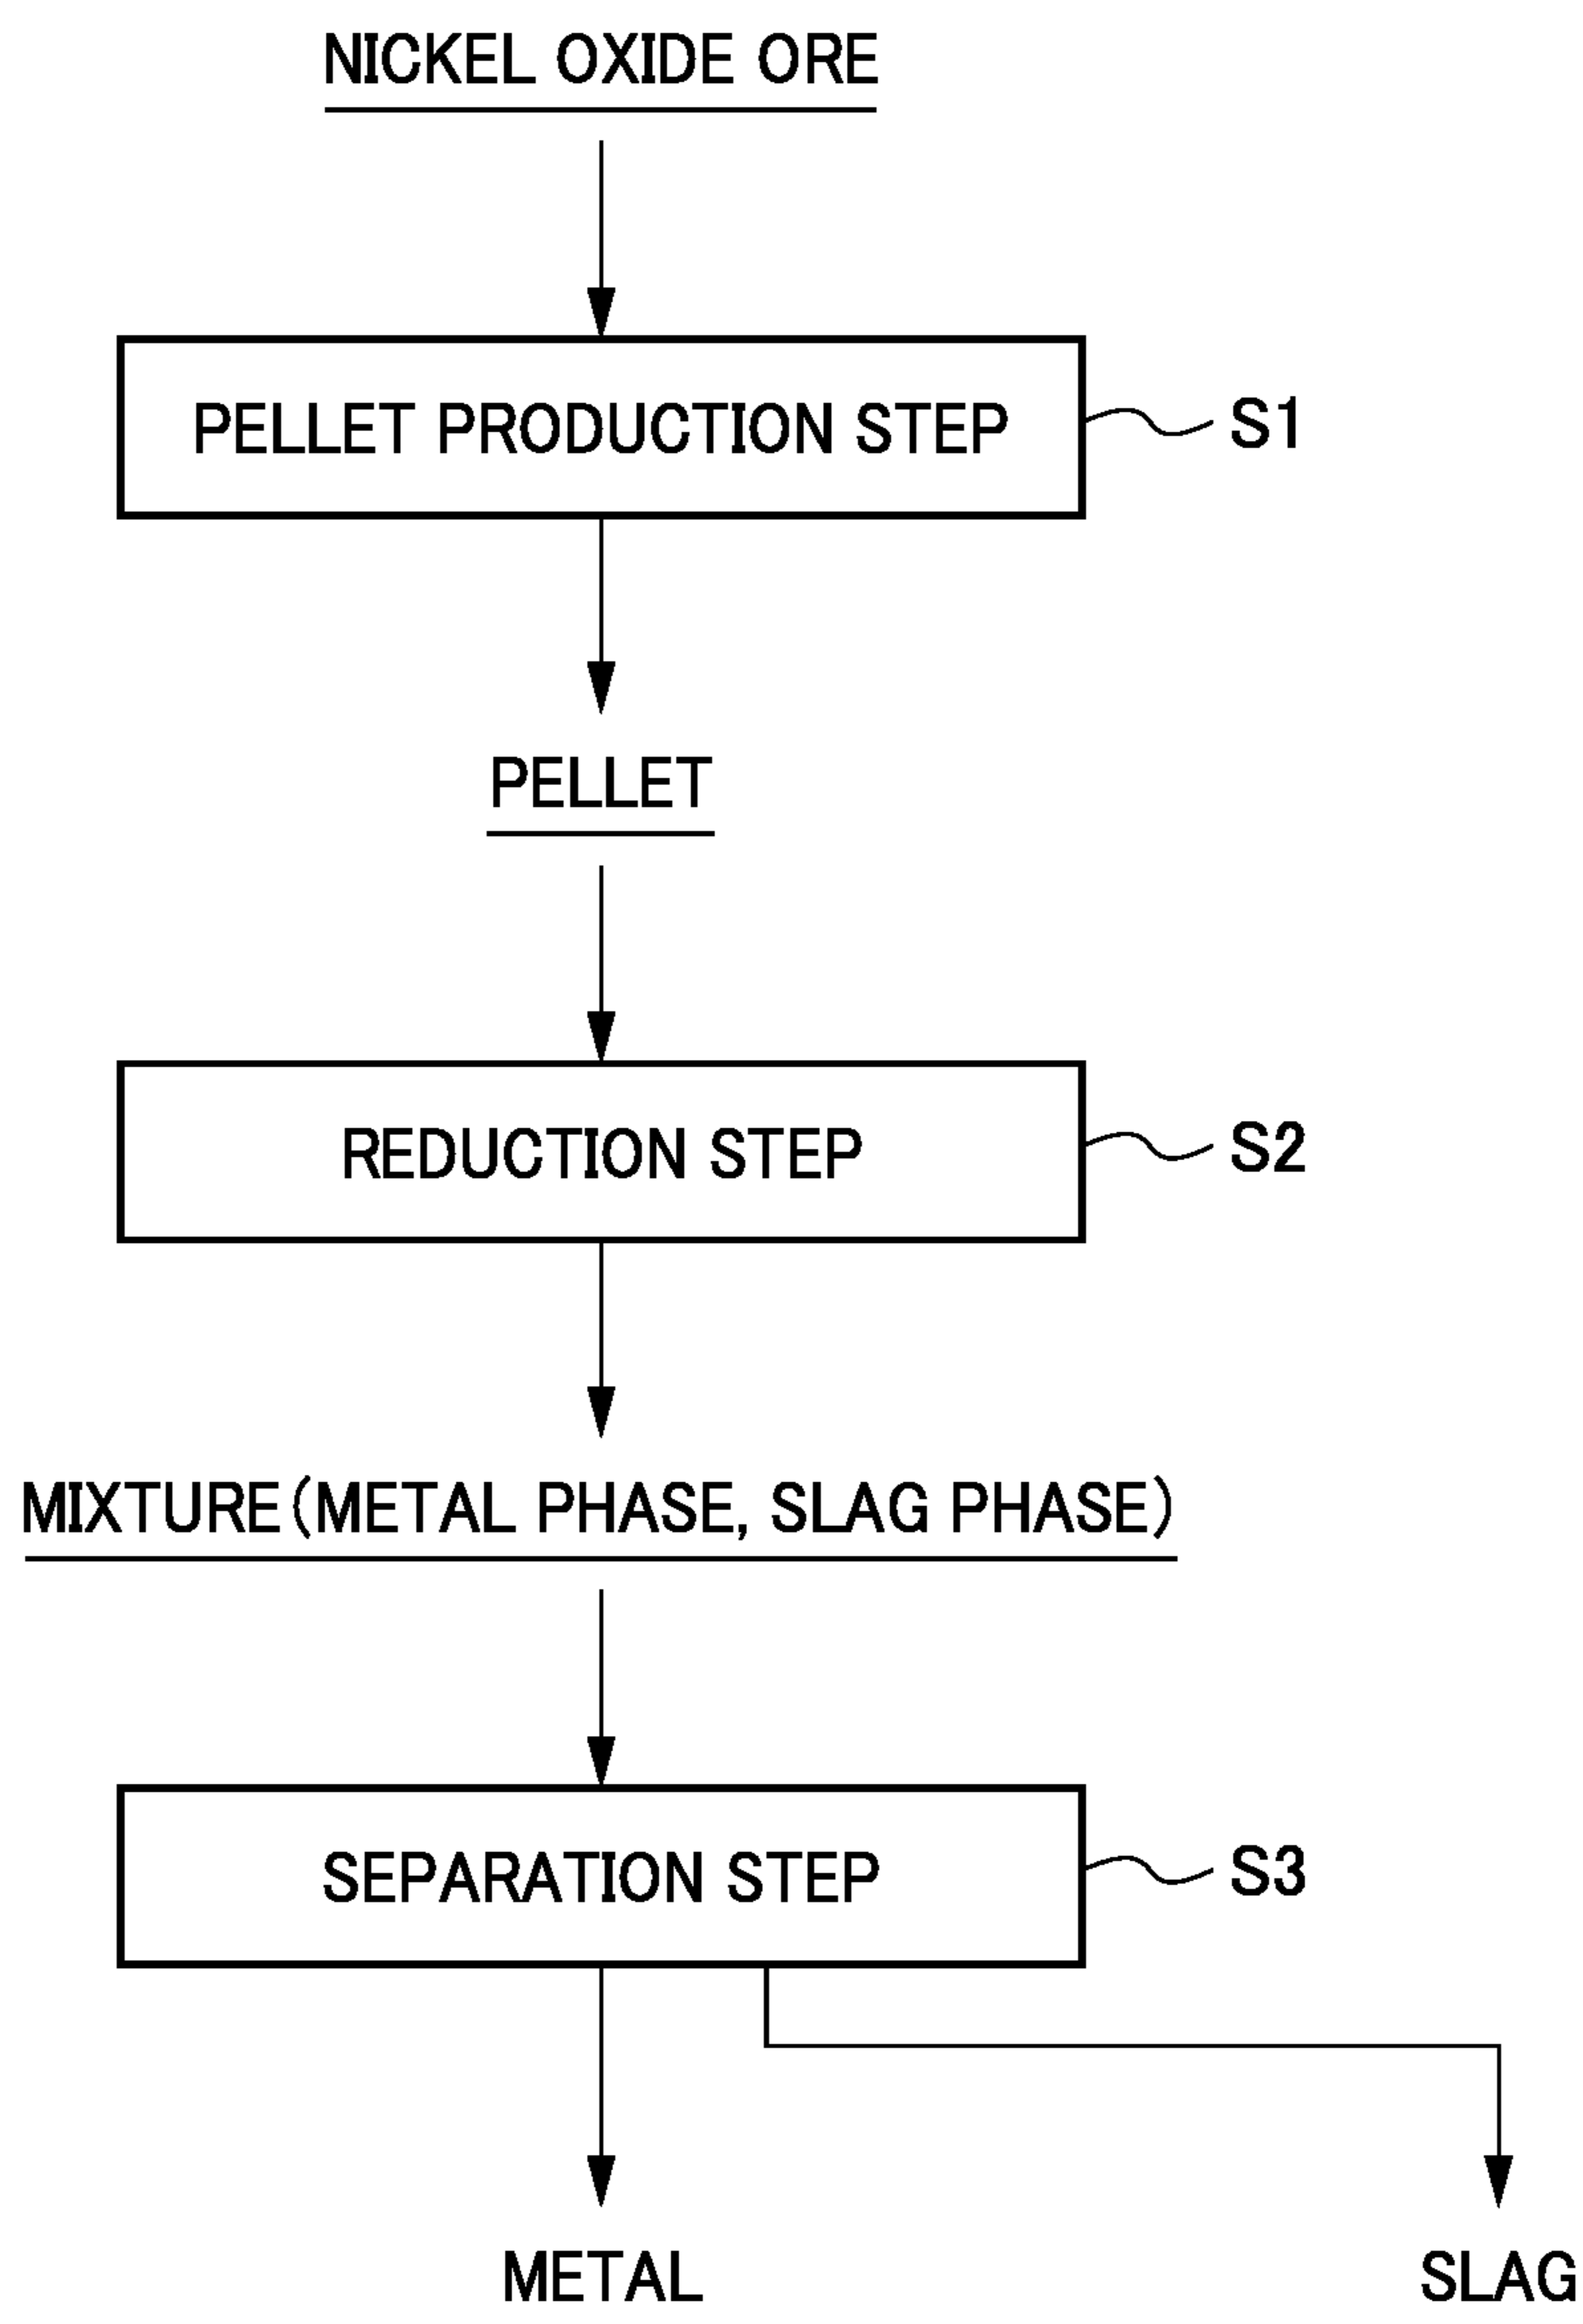 NICKEL OXIDE ORE
PELLET PRODUCTION STEP
S1
PELLET
REDUCTION STEP
S2
MIXTURE(METAL PHASE, SLAG PHASE)
SEPARATION STEP
S3
METAL
SLAG